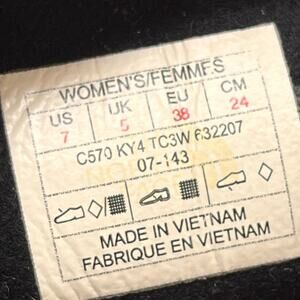 WOMEN'S/FEMMES
US UK EU CM
7 5 38 24
C570 KY4 TC3W 632207
07-143
MADE IN VIETNAM
FABRIQUE EN VIETNAM